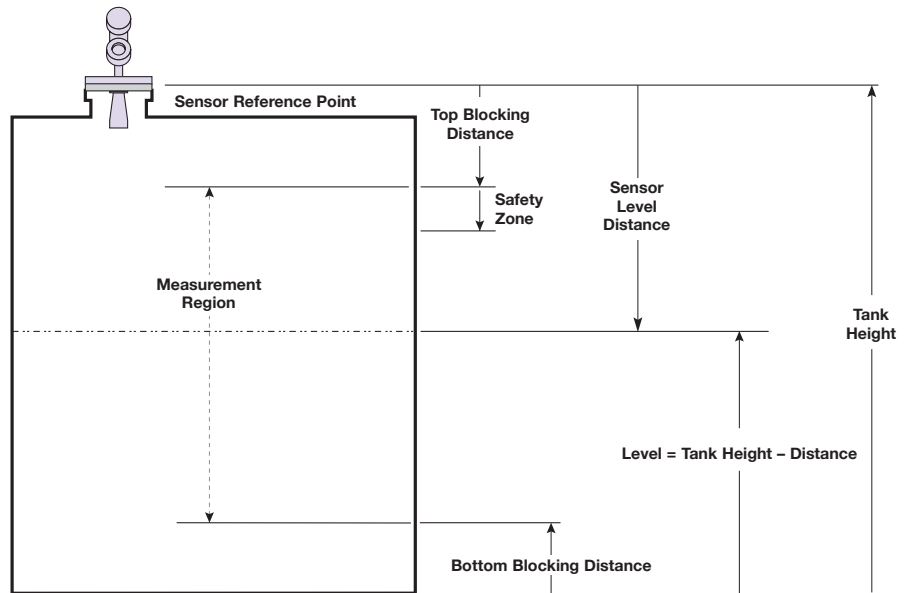 Sensor Reference Point
Top Blocking
Distance
Safety
Zone
Sensor
Level
Distance
Measurement
Region
Tank
Height
Level = Tank Height – Distance
Bottom Blocking Distance